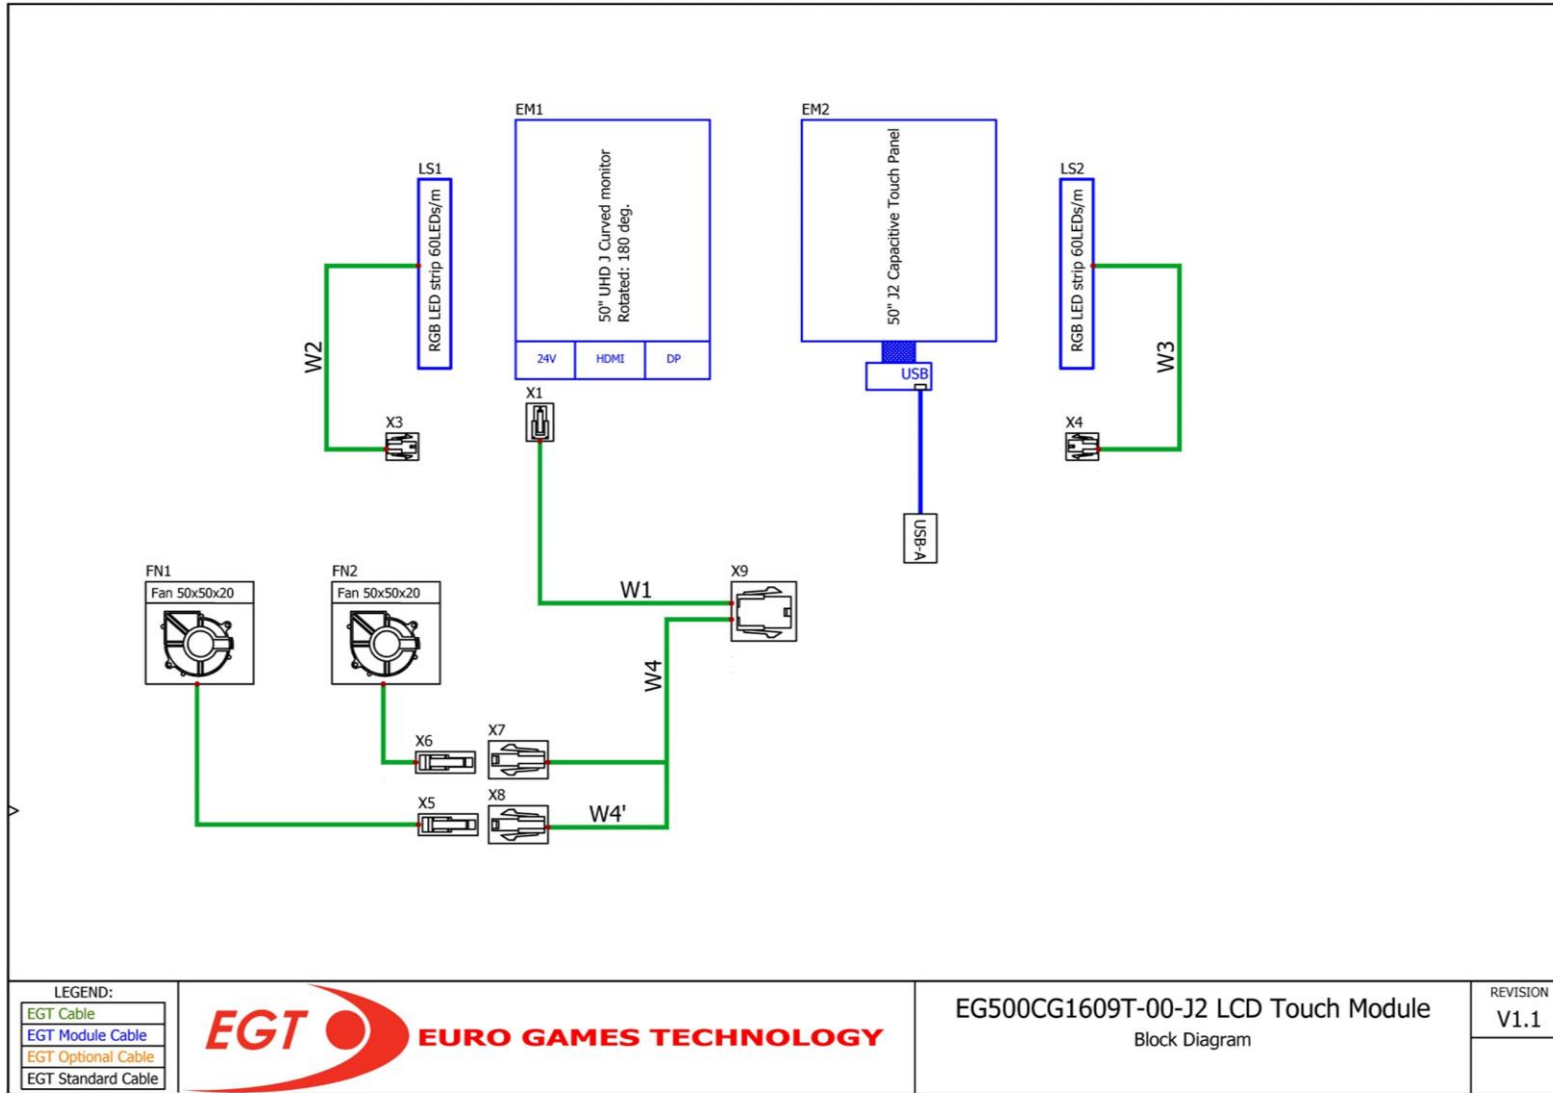 EM1
EM2
LS1
LS2
RGB LED strip 60LEDs/m
50" UHD J Curved monitor
Rotated: 180 deg.
50" J2 Capacitive Touch Panel
RGB LED strip 60LEDs/m
24V
HDMI
DP
USB
W2
W3
X1
X3
X4
USB-A
FN1
Fan 50x50x20
FN2
Fan 50x50x20
W1
X9
W4
X6
X7
X5
X8
W4'
LEGEND:
EGT Cable
EGT Module Cable
EGT Optional Cable
EGT Standard Cable
EGT
EURO GAMES TECHNOLOGY
EG500CG1609T-00-J2 LCD Touch Module
Block Diagram
REVISION
V1.1